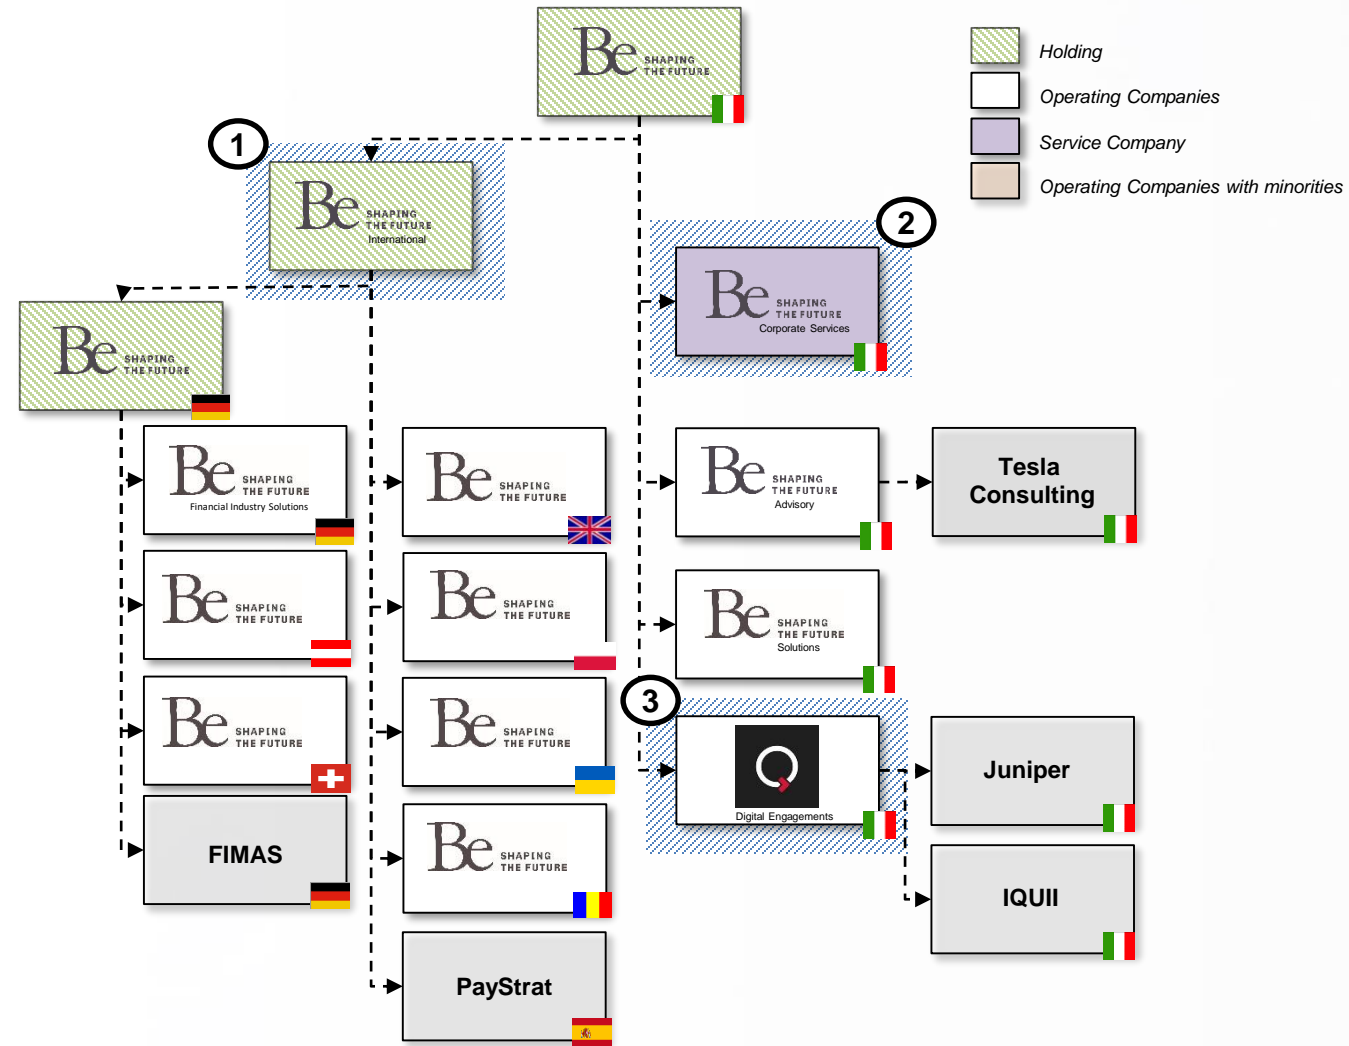 Be SHAPING
THE FUTURE
Holding
Operating Companies
Service Company
Operating Companies with minorities
1
Be SHAPING
THE FUTURE
International
2
Be SHAPING
THE FUTURE
Corporate Services
Be SHAPING
THE FUTURE
Be SHAPING
THE FUTURE
Financial Industry Solutions
Be SHAPING
THE FUTURE
Be SHAPING
THE FUTURE
Advisory
Tesla
Consulting
Be SHAPING
THE FUTURE
Be SHAPING
THE FUTURE
Be SHAPING
THE FUTURE
Solutions
Be SHAPING
THE FUTURE
Be SHAPING
THE FUTURE
3
Digital Engagements
Juniper
FIMAS
Be SHAPING
THE FUTURE
IQUII
PayStrat